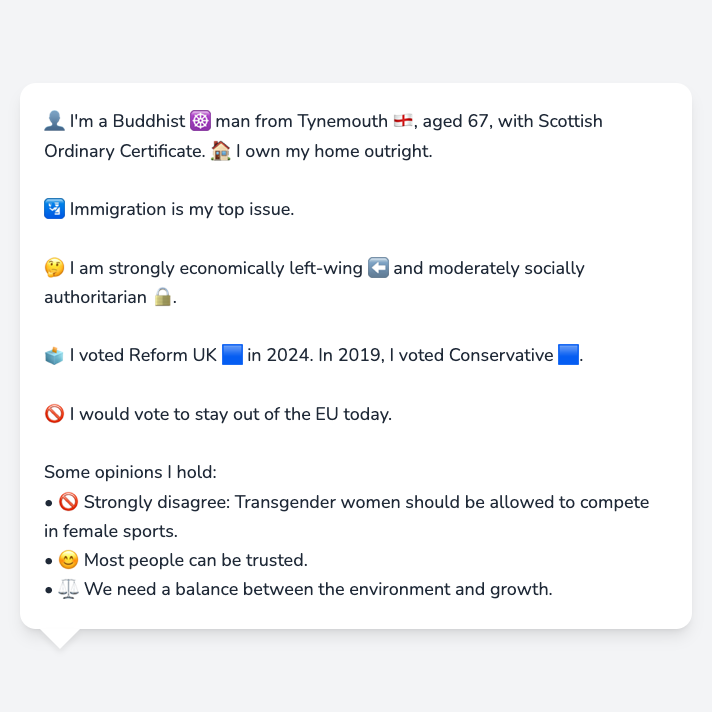 👤 I'm a Buddhist ☸️ man from Tynemouth 🏴󠁧󠁢󠁥󠁮󠁧󠁿, aged 67, with Scottish
Ordinary Certificate. 🏠 I own my home outright.
🛂 Immigration is my top issue.
🤔 I am strongly economically left-wing ⬅️ and moderately socially
authoritarian 🔒.
🗳️ I voted Reform UK 🟦 in 2024. In 2019, I voted Conservative 🟦.
🚫 I would vote to stay out of the EU today.
Some opinions I hold:
• 🚫 Strongly disagree: Transgender women should be allowed to compete
in female sports.
• 😊 Most people can be trusted.
• ⚖️ We need a balance between the environment and growth.